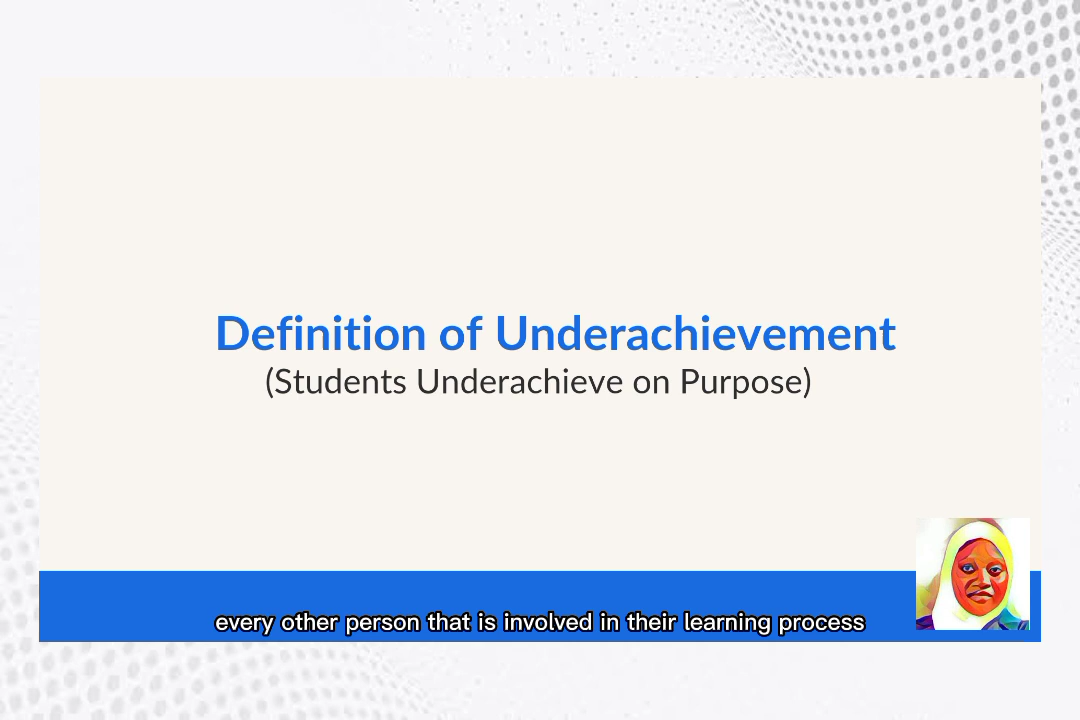 Definition of Underachievement
(Students Underachieve on Purpose)
every other person that is involved in their learning process